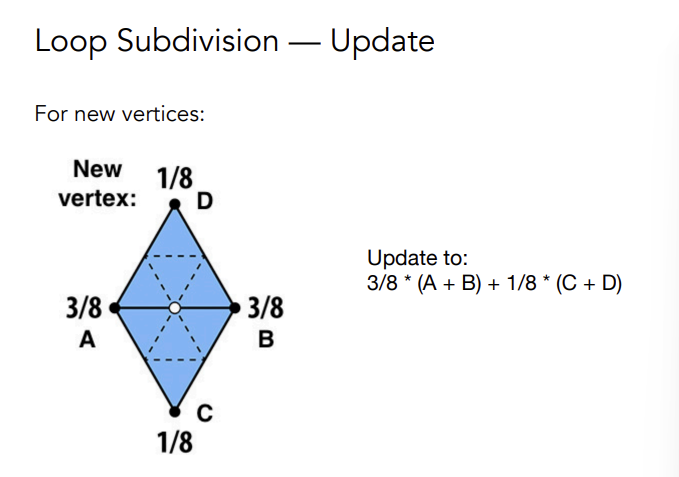 Loop Subdivision — Update
For new vertices:
New
vertex:
1/8
D
3/8
A
3/8
B
C
1/8
Update to:
3/8 * (A + B) + 1/8 * (C + D)